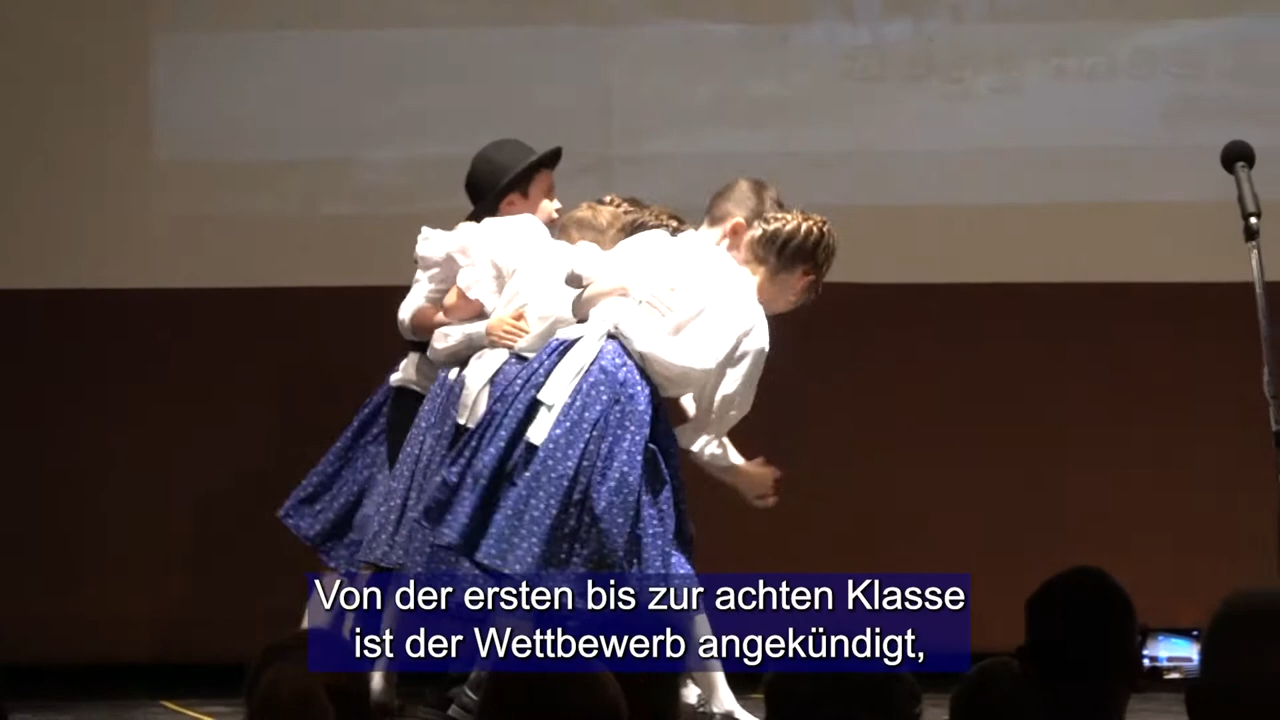 Von der ersten bis zur achten Klasse
ist der Wettbewerb angekündigt,